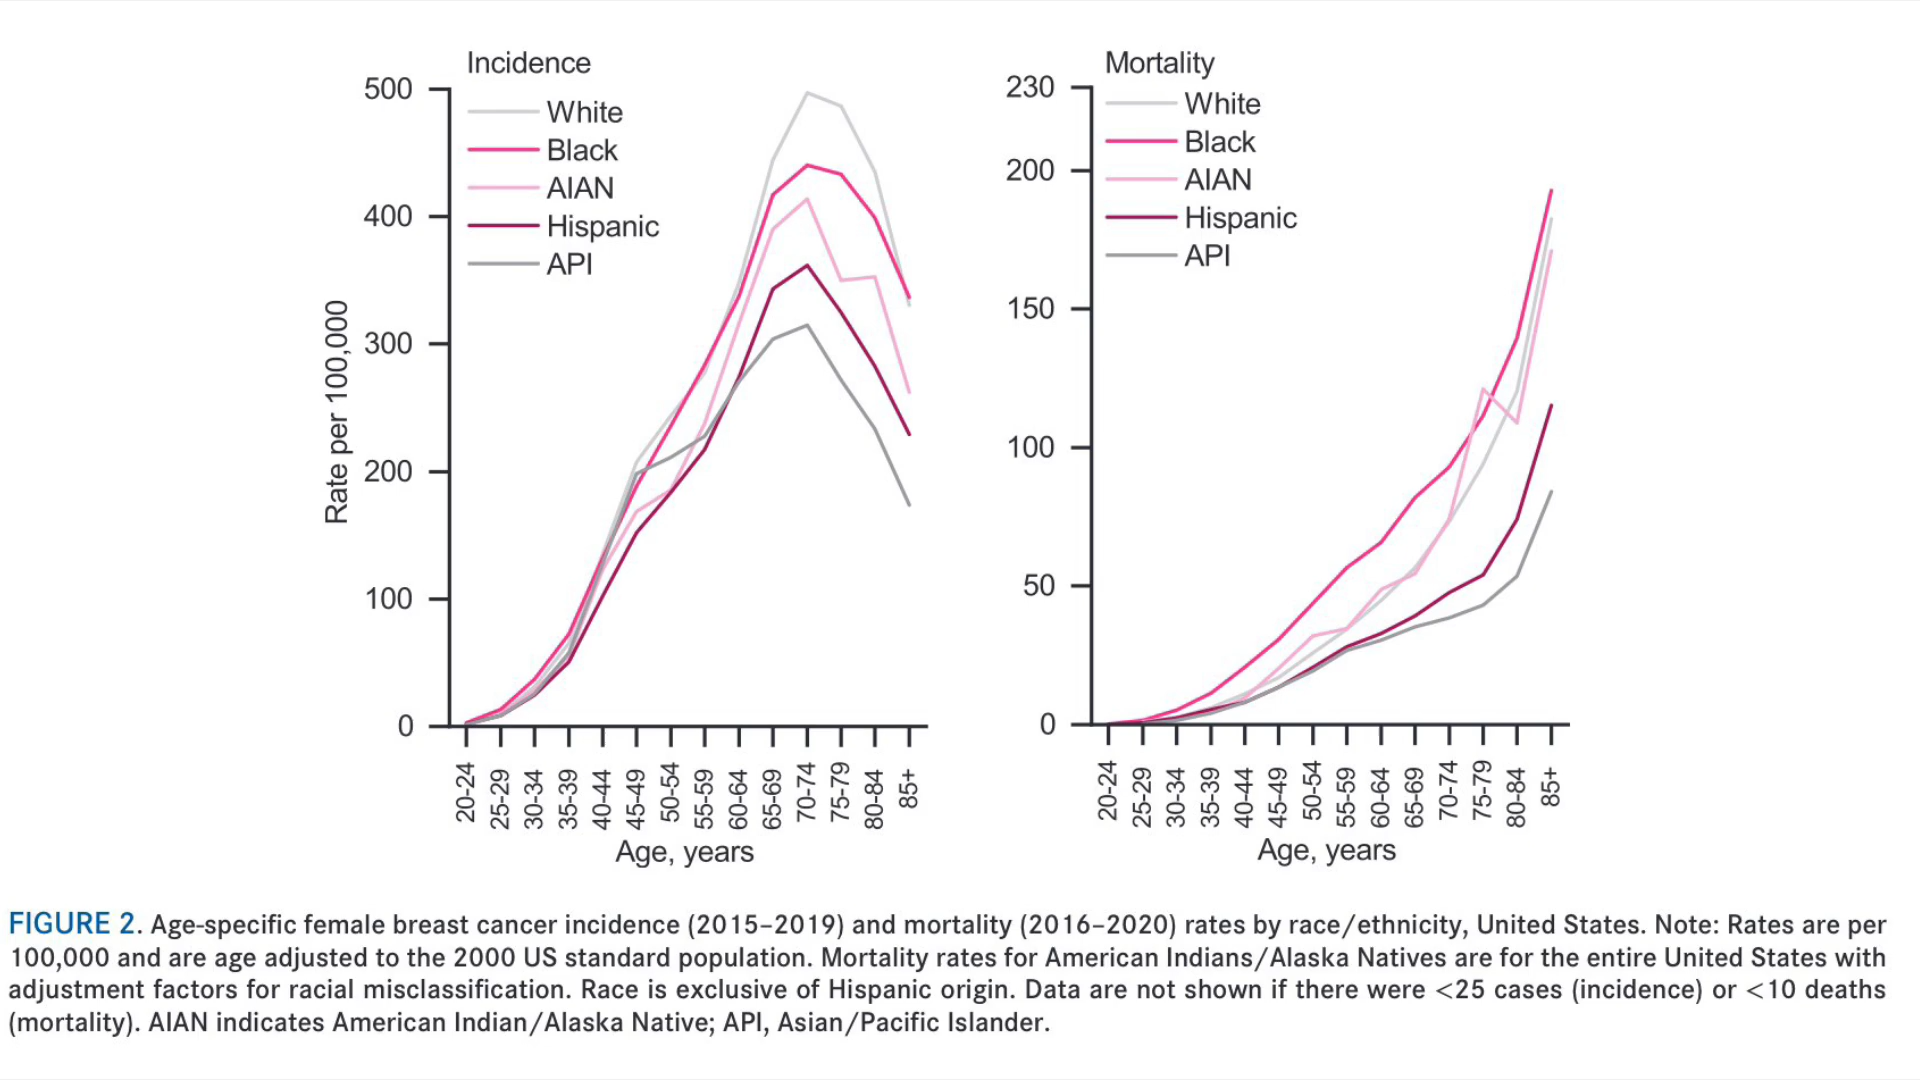 Incidence
500
White
Black
400
AIAN
Hispanic
API
300
200
100
0
Rate per 100,000
20-24
25-29
30-34
35-39
40-44
45-49
50-54
55-59
60-64
65-69
70-74
75-79
80-84
85+
Age, years
Mortality
230
White
Black
200
AIAN
Hispanic
API
150
100
50
0
20-24
25-29
30-34
35-39
40-44
45-49
50-54
55-59
60-64
65-69
70-74
75-79
80-84
85+
Age, years
FIGURE 2. Age-specific female breast cancer incidence (2015–2019) and mortality (2016–2020) rates by race/ethnicity, United States. Note: Rates are per
100,000 and are age adjusted to the 2000 US standard population. Mortality rates for American Indians/Alaska Natives are for the entire United States with
adjustment factors for racial misclassification. Race is exclusive of Hispanic origin. Data are not shown if there were <25 cases (incidence) or <10 deaths
(mortality). AIAN indicates American Indian/Alaska Native; API, Asian/Pacific Islander.